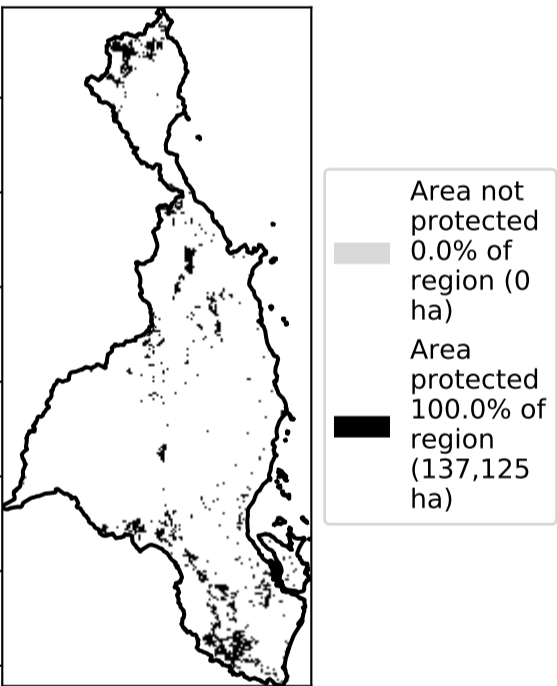 Area not
protected
0.0% of
region (0
ha)
Area
protected
100.0% of
region
(137,125
ha)